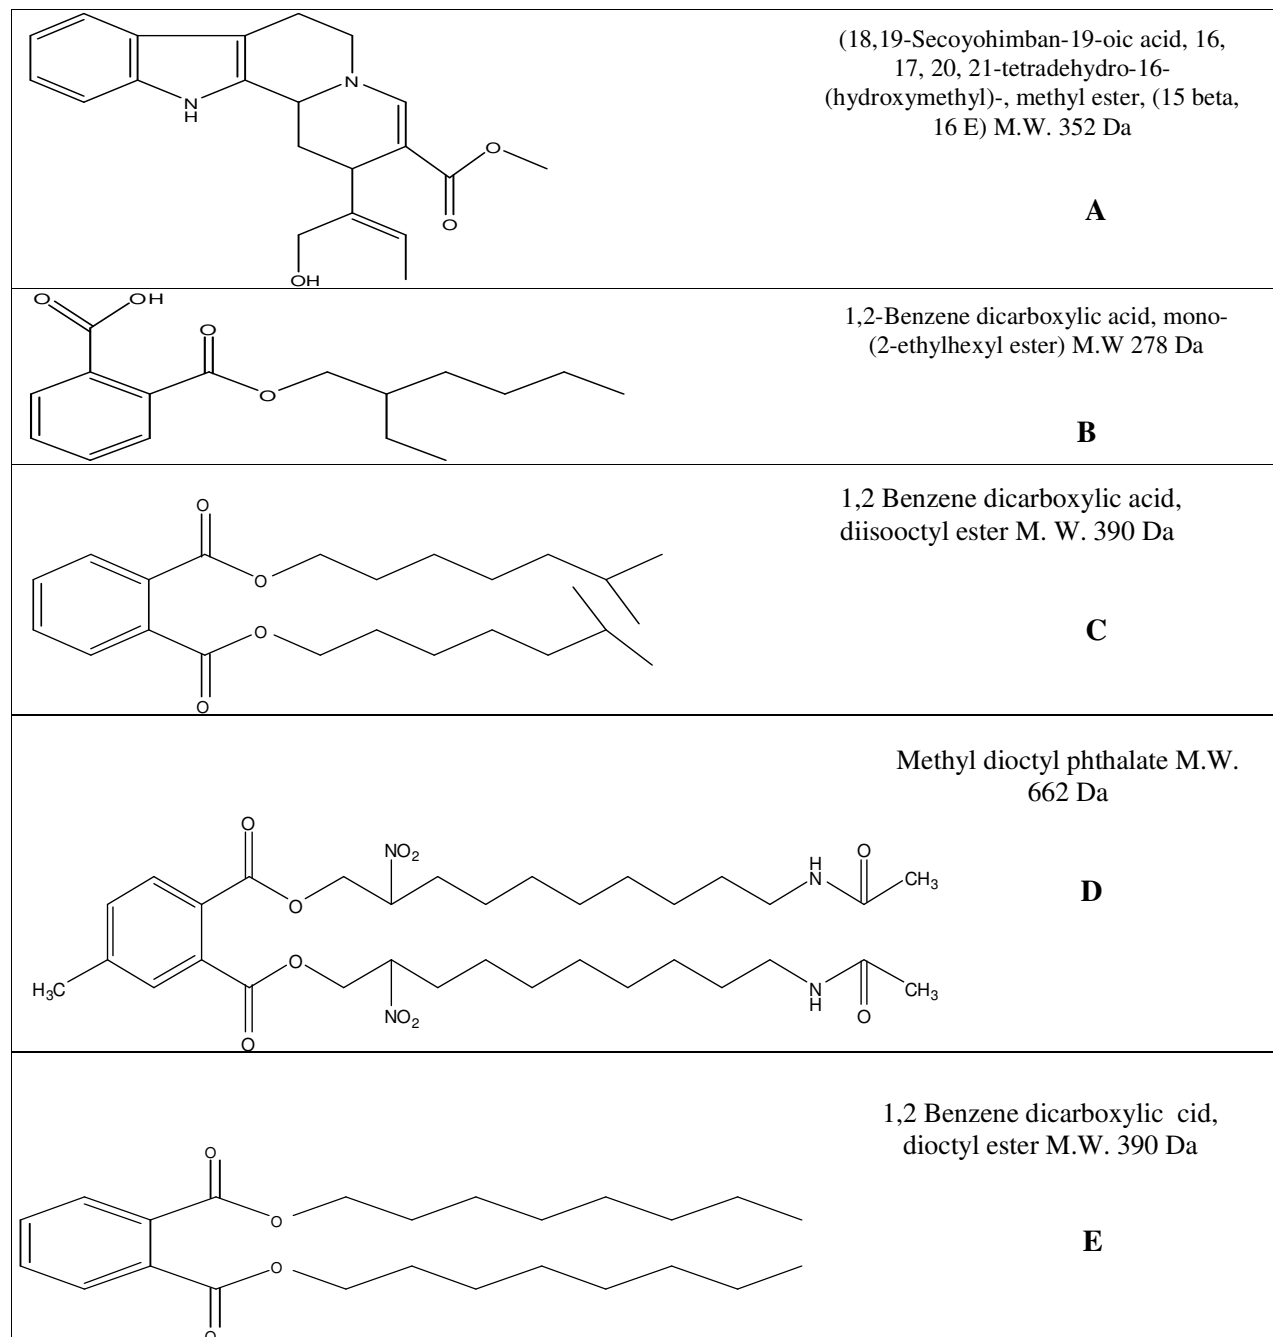 (18,19-Secoyohimban-19-oic acid, 16,
17, 20, 21-tetradehydro-16-
(hydroxymethyl)-, methyl ester, (15 beta,
16 E) M.W. 352 Da
A
N
N
H
O
O
OH
O
OH
O
O
1,2-Benzene dicarboxylic acid, mono-
(2-ethylhexyl ester) M.W 278 Da
B
1,2 Benzene dicarboxylic acid,
diisooctyl ester M. W. 390 Da
C
O
O
O
O
Methyl dioctyl phthalate M.W.
662 Da
D
O
NO2
H
N
O
CH3
O
O
H3C
O
NO2
N
H
O
CH3
1,2 Benzene dicarboxylic  cid,
dioctyl ester M.W. 390 Da
E
O
O
O
O